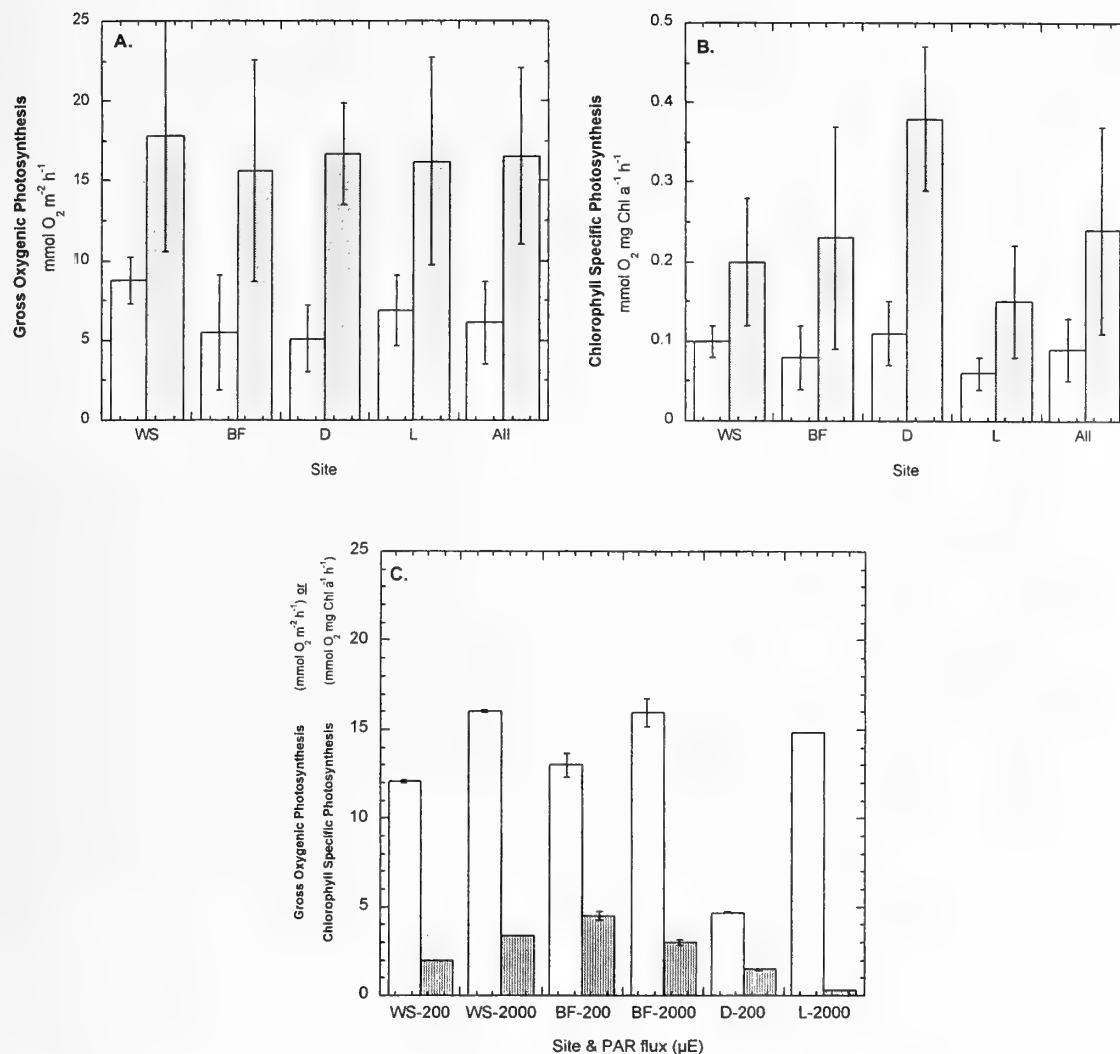 A.
Gross Oxygenic Photosynthesis
mmol O2 m-2 h-1
25
20
15
10
5
0
WS BF D L All
Site
B.
Chlorophyll Specific Photosynthesis
mmol O2 mg Chl a-1 h-1
0.5
0.4
0.3
0.2
0.1
0
WS BF D L All
Site
C.
Gross Oxygenic Photosynthesis (mmol O2 m-2 h-1) or
Chlorophyll Specific Photosynthesis (mmol O2 mg Chl a-1 h-1)
25
20
15
10
5
0
WS-200 WS-2000 BF-200 BF-2000 D-200 L-2000
Site & PAR flux (µE)